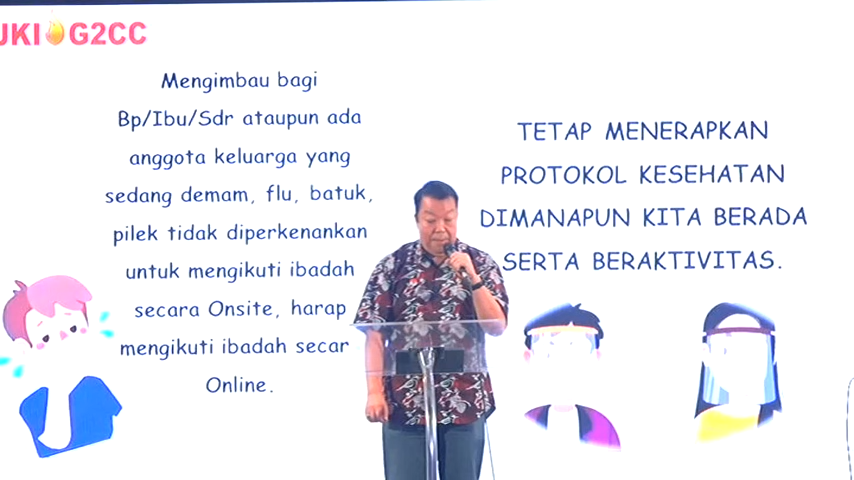 JKI G2CC
Mengimbau bagi
Bp/Ibu/Sdr ataupun ada
anggota keluarga yang
sedang demam, flu, batuk,
pilek tidak diperkenankan
untuk mengikuti ibadah
secara Onsite, harap
mengikuti ibadah secar
Online.
TETAP MENERAPKAN
PROTOKOL KESEHATAN
DIMANAPUN KITA BERADA
SERTA BERAKTIVITAS.